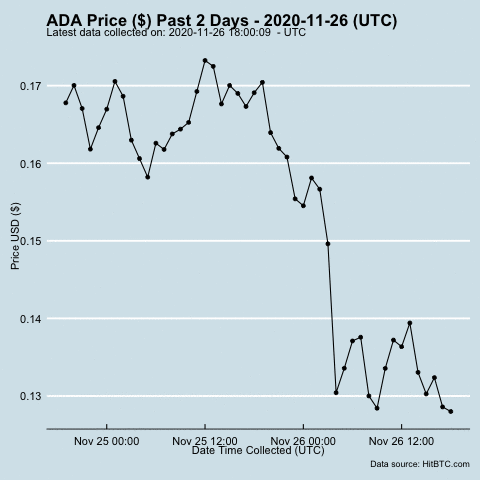 ADA Price ($) Past 2 Days - 2020-11-26 (UTC)
Latest data collected on: 2020-11-26 18:00:09 - UTC
0.17
0.16
0.15
0.14
0.13
Price USD ($)
Nov 25 00:00
Nov 25 12:00
Nov 26 00:00
Nov 26 12:00
Date Time Collected (UTC)
Data source: HitBTC.com